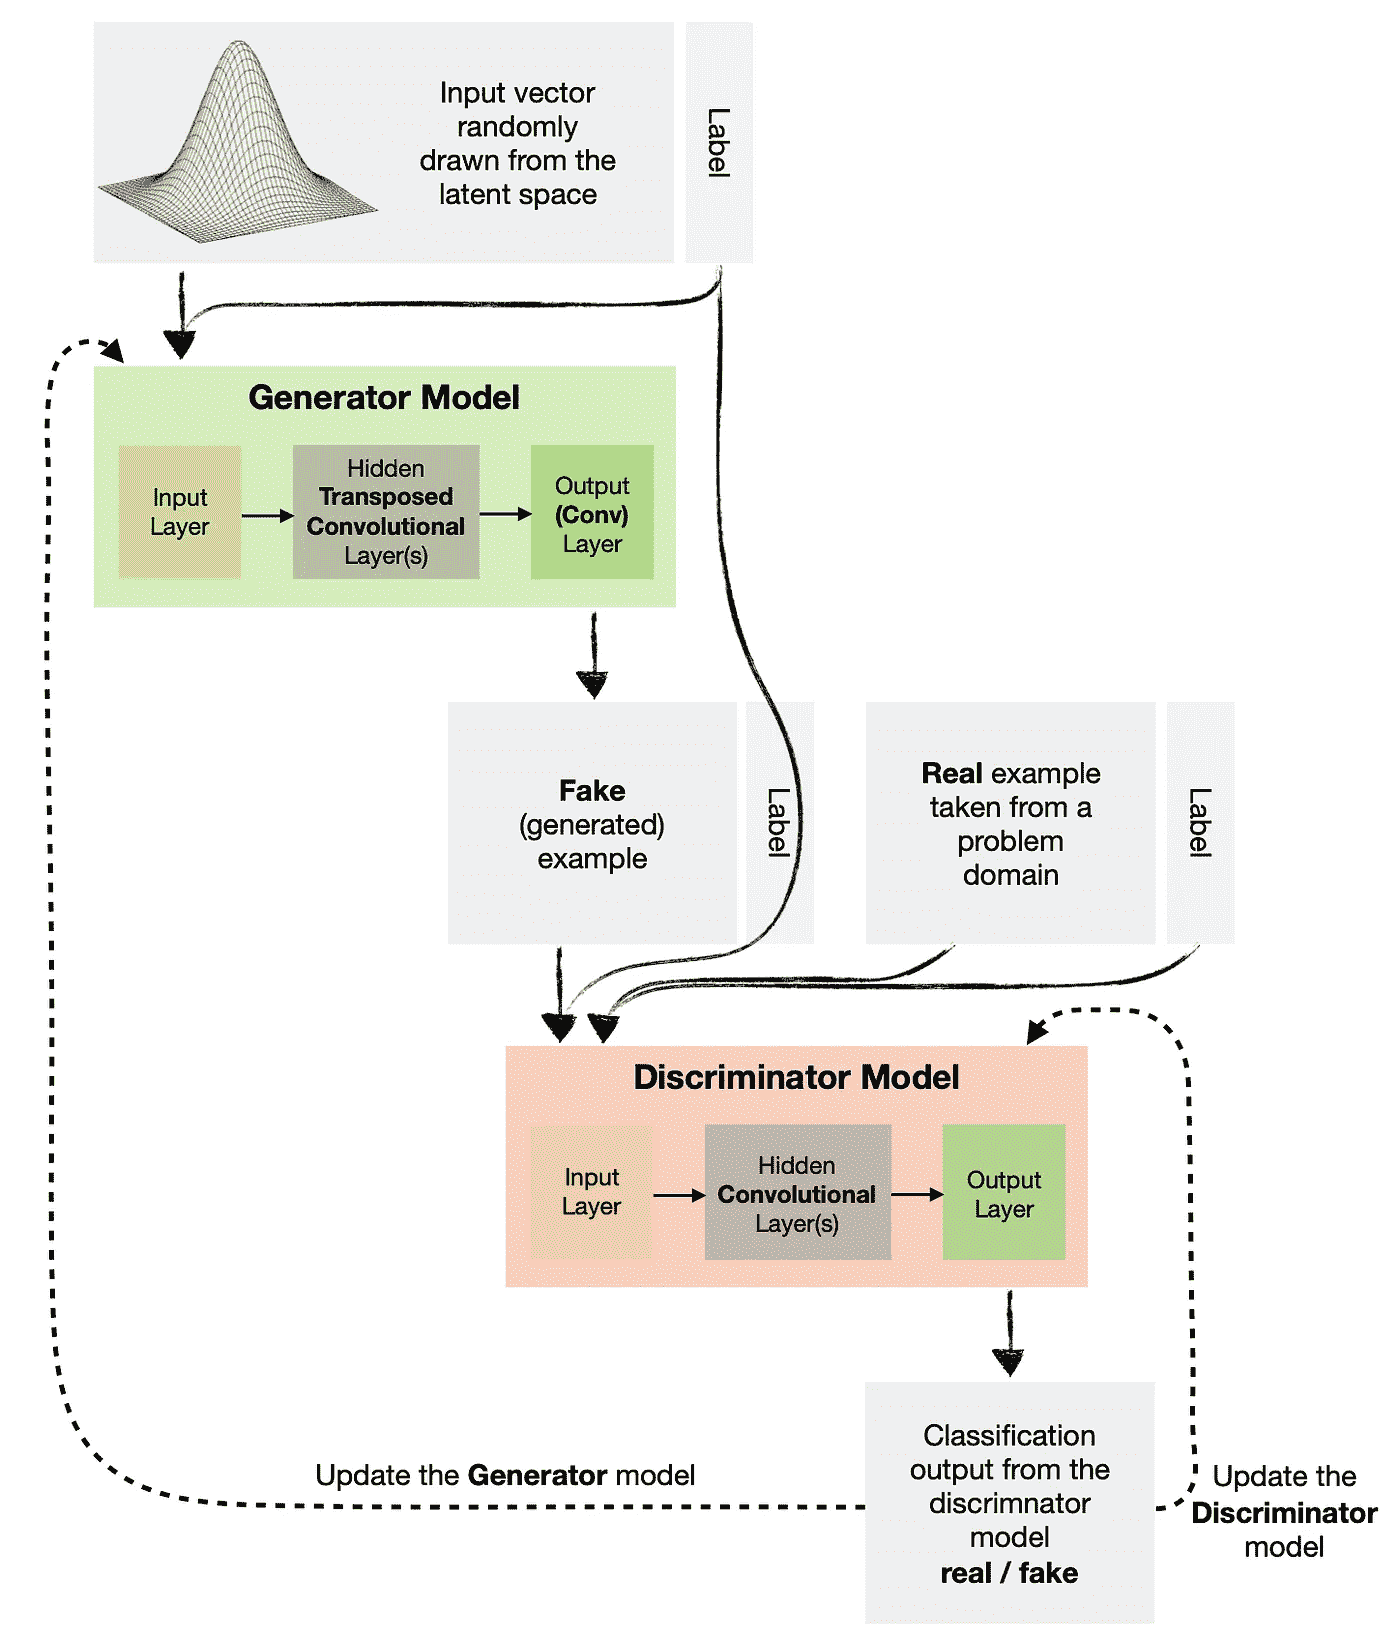 Input vector
randomly
drawn from the
latent space
Label
Generator Model
Input
Layer
Hidden
Transposed
Convolutional
Layer(s)
Output
(Conv)
Layer
Fake
(generated)
example
Label
Real example
taken from a
problem
domain
Label
Discriminator Model
Input
Layer
Hidden
Convolutional
Layer(s)
Output
Layer
Classification
output from the
discrimnator
model
real / fake
Update the Generator model
Update the
Discriminator
model